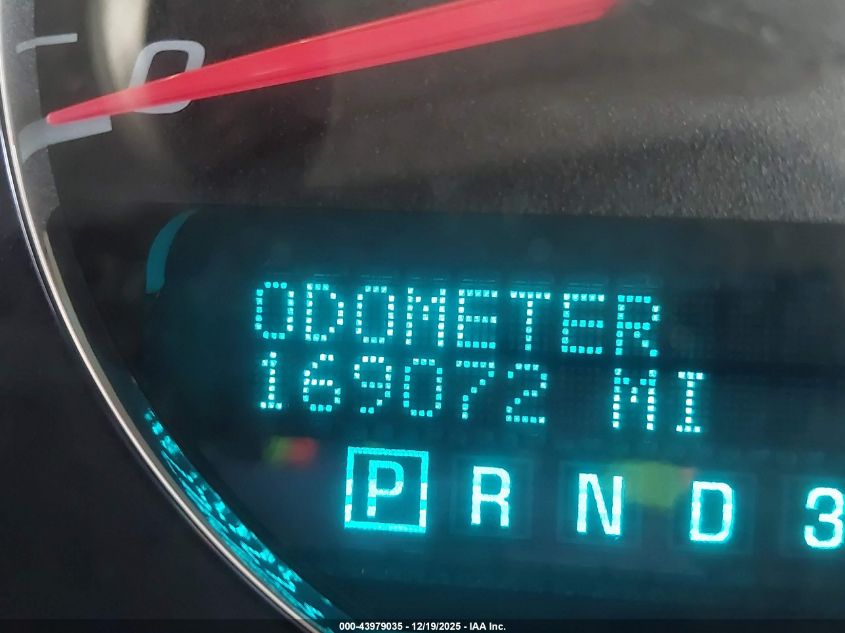 0
ODOMETER
169072 MI
P R N D 3
000-43979035 - 12/19/2025 - IAA Inc.